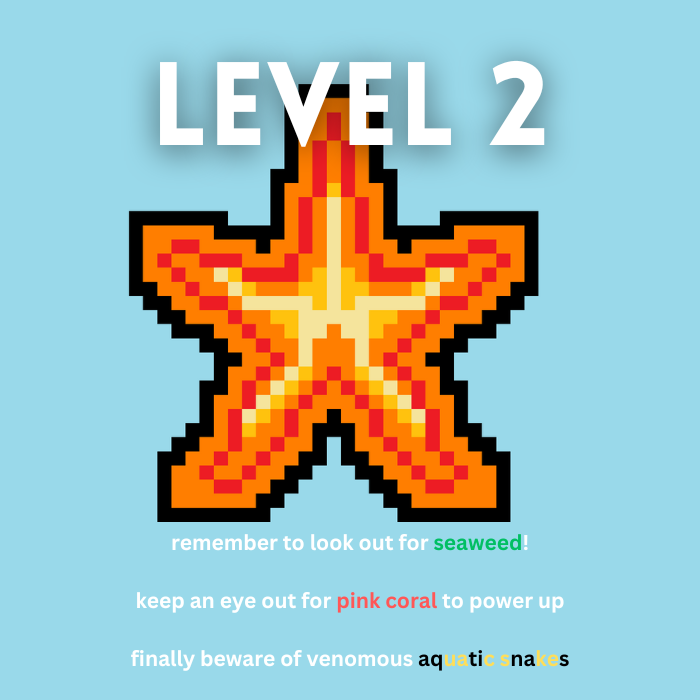 LEVEL 2
remember to look out for seaweed!
keep an eye out for pink coral to power up
finally beware of venomous aquatic snakes